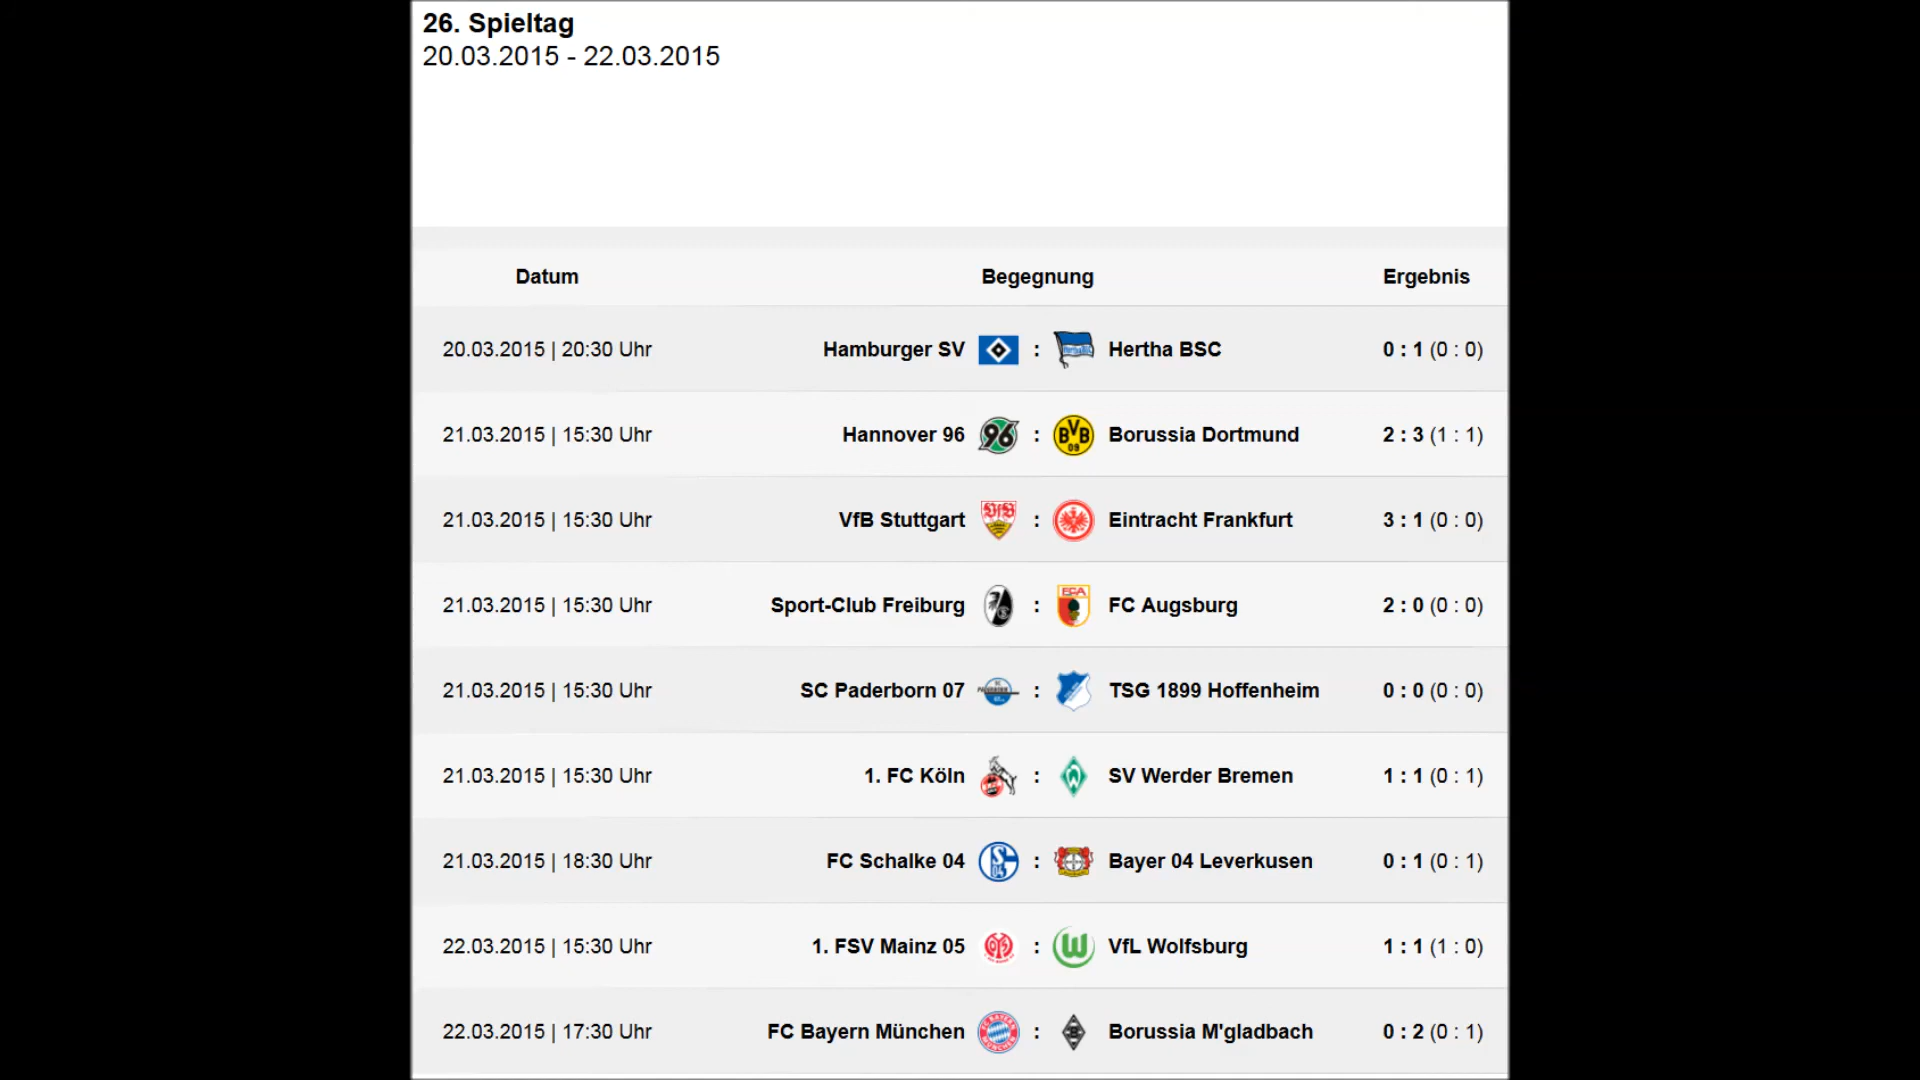 26. Spieltag
20.03.2015 - 22.03.2015
Datum Begegnung Ergebnis
20.03.2015 | 20:30 Uhr Hamburger SV : Hertha BSC 0 : 1 (0 : 0)
21.03.2015 | 15:30 Uhr Hannover 96 96 : BVB 09 Borussia Dortmund 2 : 3 (1 : 1)
21.03.2015 | 15:30 Uhr VfB Stuttgart VfB : Eintracht Frankfurt 3 : 1 (0 : 0)
21.03.2015 | 15:30 Uhr Sport-Club Freiburg : FCA FC Augsburg 2 : 0 (0 : 0)
21.03.2015 | 15:30 Uhr SC Paderborn 07 : TSG 1899 Hoffenheim 0 : 0 (0 : 0)
21.03.2015 | 15:30 Uhr 1. FC Köln : W SV Werder Bremen 1 : 1 (0 : 1)
21.03.2015 | 18:30 Uhr FC Schalke 04 S 04 : Bayer 04 Leverkusen 0 : 1 (0 : 1)
22.03.2015 | 15:30 Uhr 1. FSV Mainz 05 : W VfL Wolfsburg 1 : 1 (1 : 0)
22.03.2015 | 17:30 Uhr FC Bayern München : B Borussia M'gladbach 0 : 2 (0 : 1)